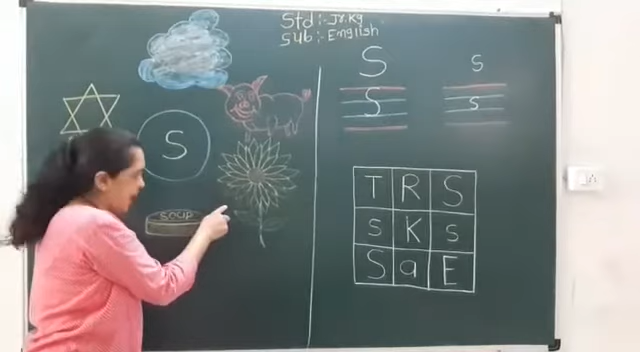 Std :- Jr.Kg
Sub :- English
S
S
soup
S
s
S
s
T R S
s K s
S a E